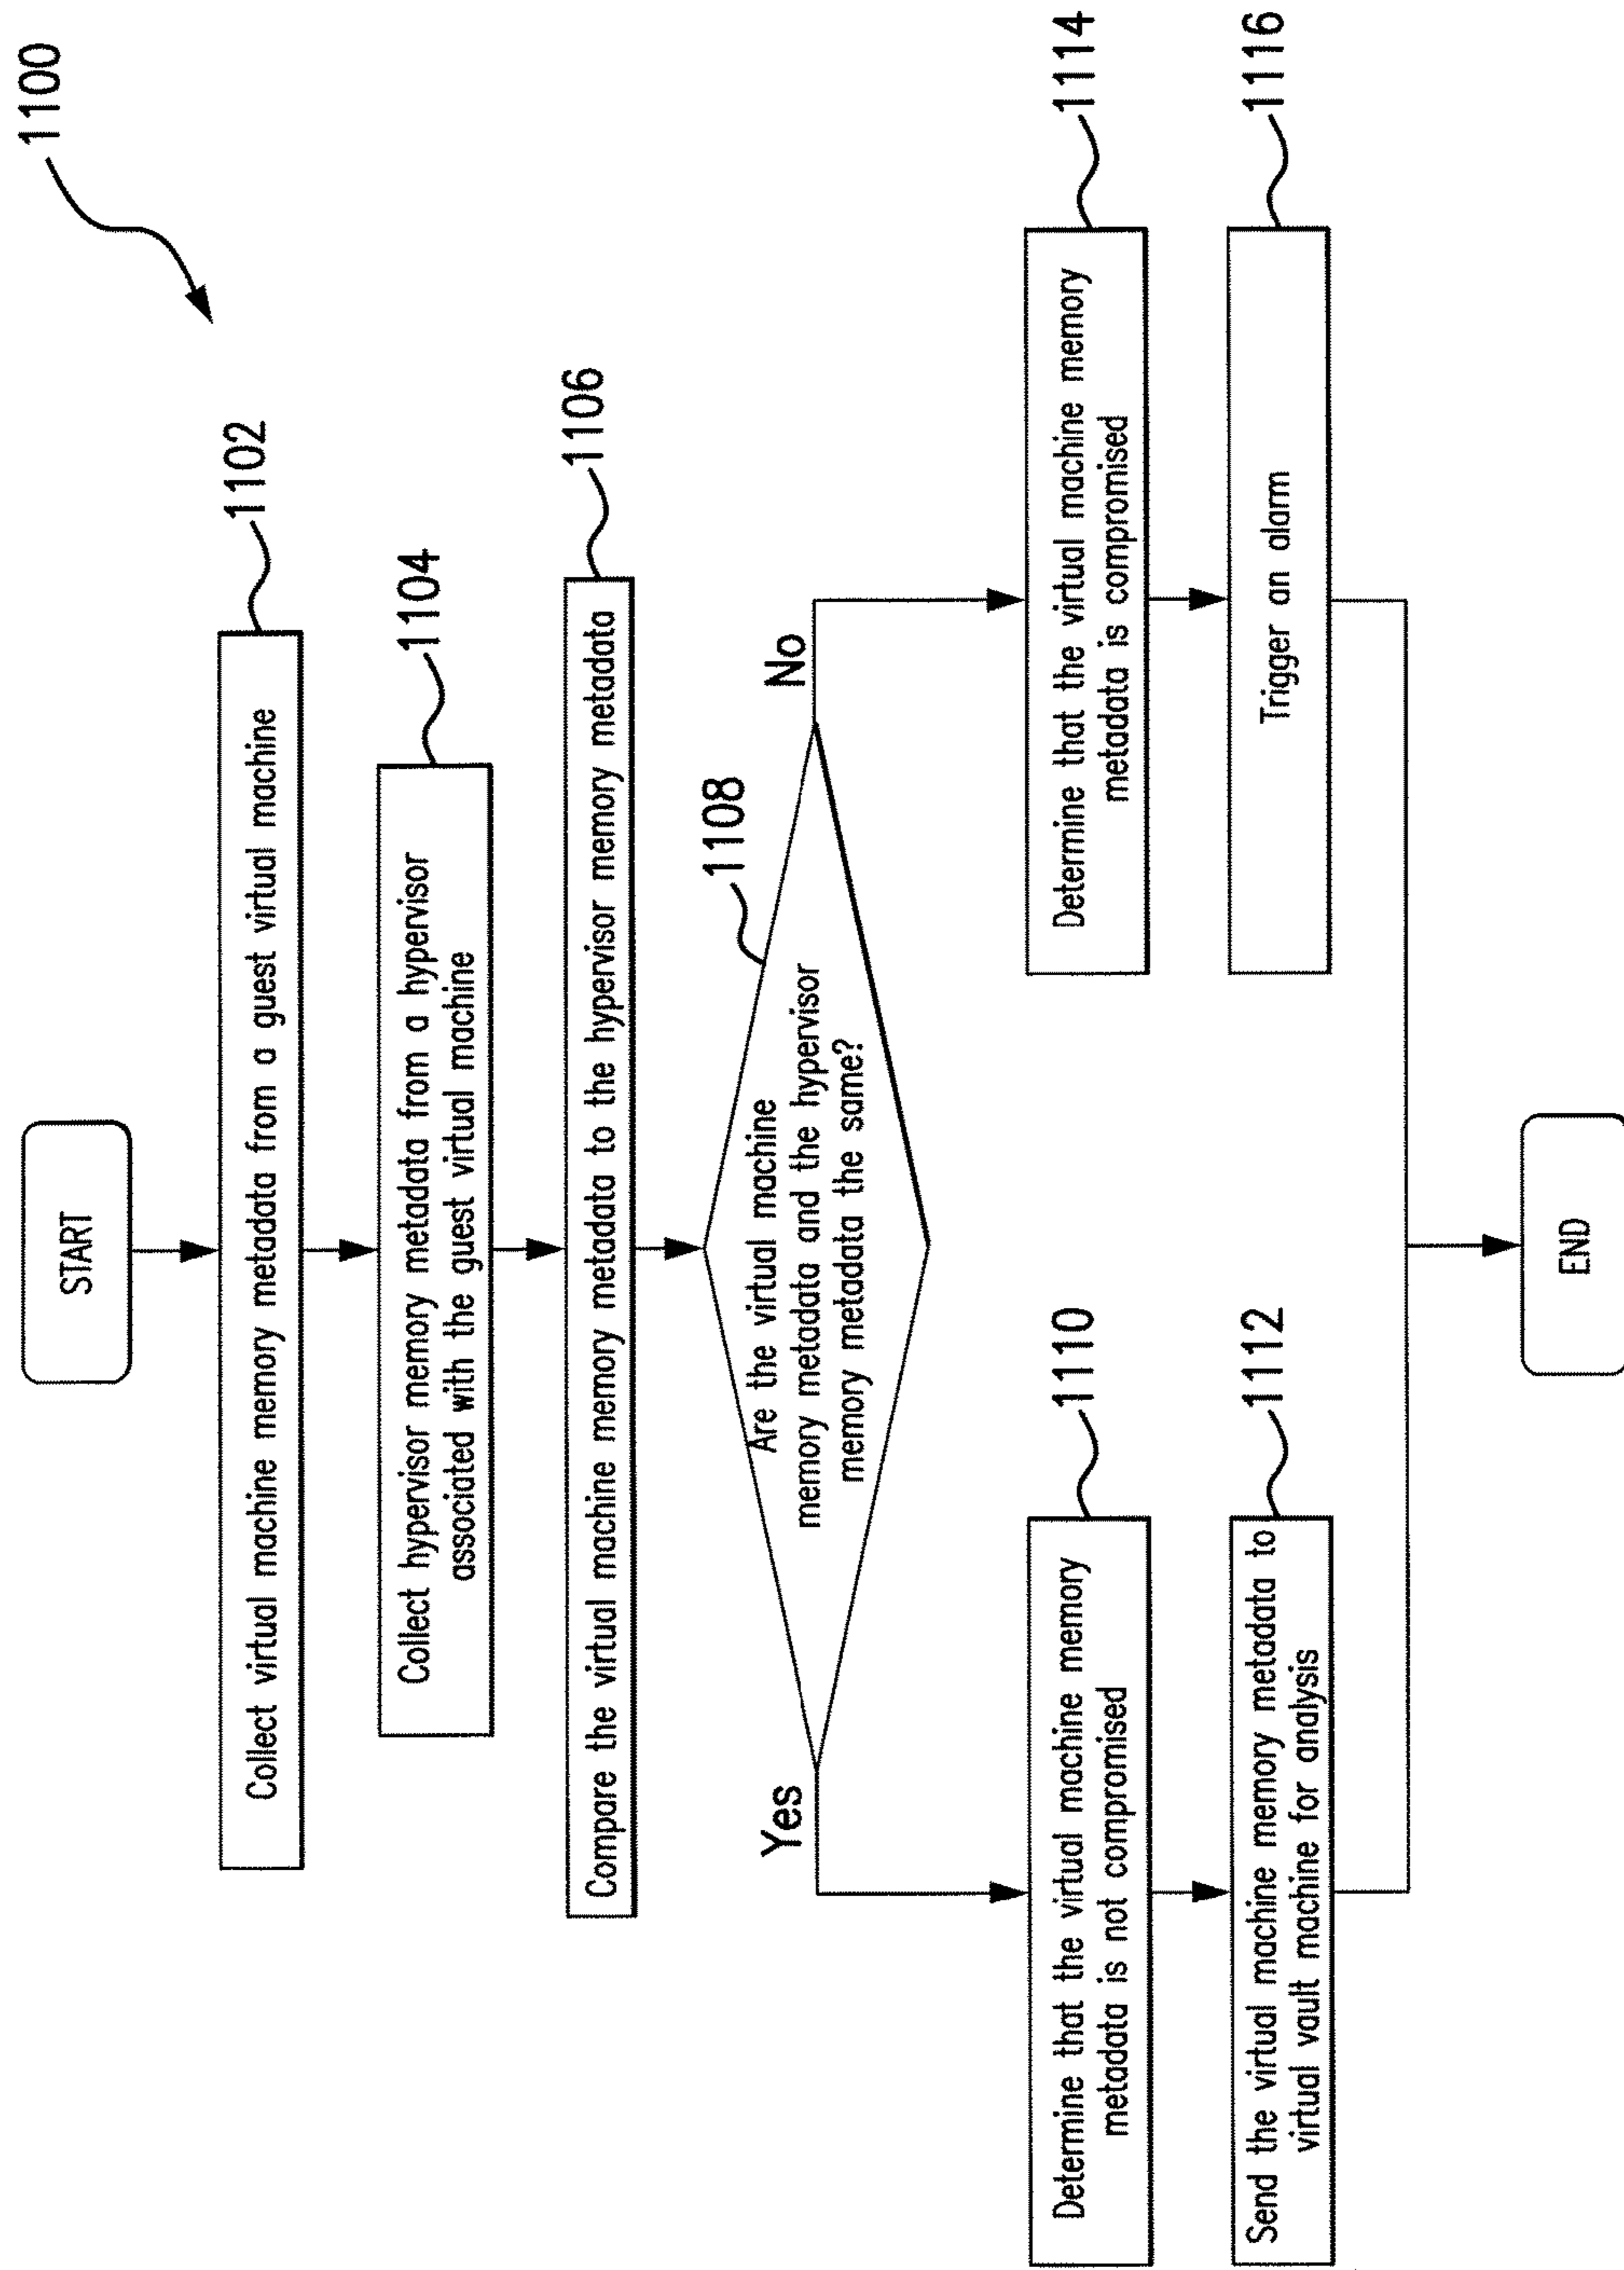 1100
START
Collect virtual machine memory metadata from a guest virtual machine
1102
Collect hypervisor memory metadata from a hypervisor
associated with the guest virtual machine
1104
Compare the virtual machine memory metadata to the hypervisor memory metadata
1106
Are the virtual machine
memory metadata and the hypervisor
memory metadata the same?
1108
Yes
No
Determine that the virtual machine memory
metadata is not compromised
1110
Send the virtual machine memory metadata to
virtual vault machine for analysis
1112
Determine that the virtual machine memory
metadata is compromised
1114
Trigger an alarm
1116
END